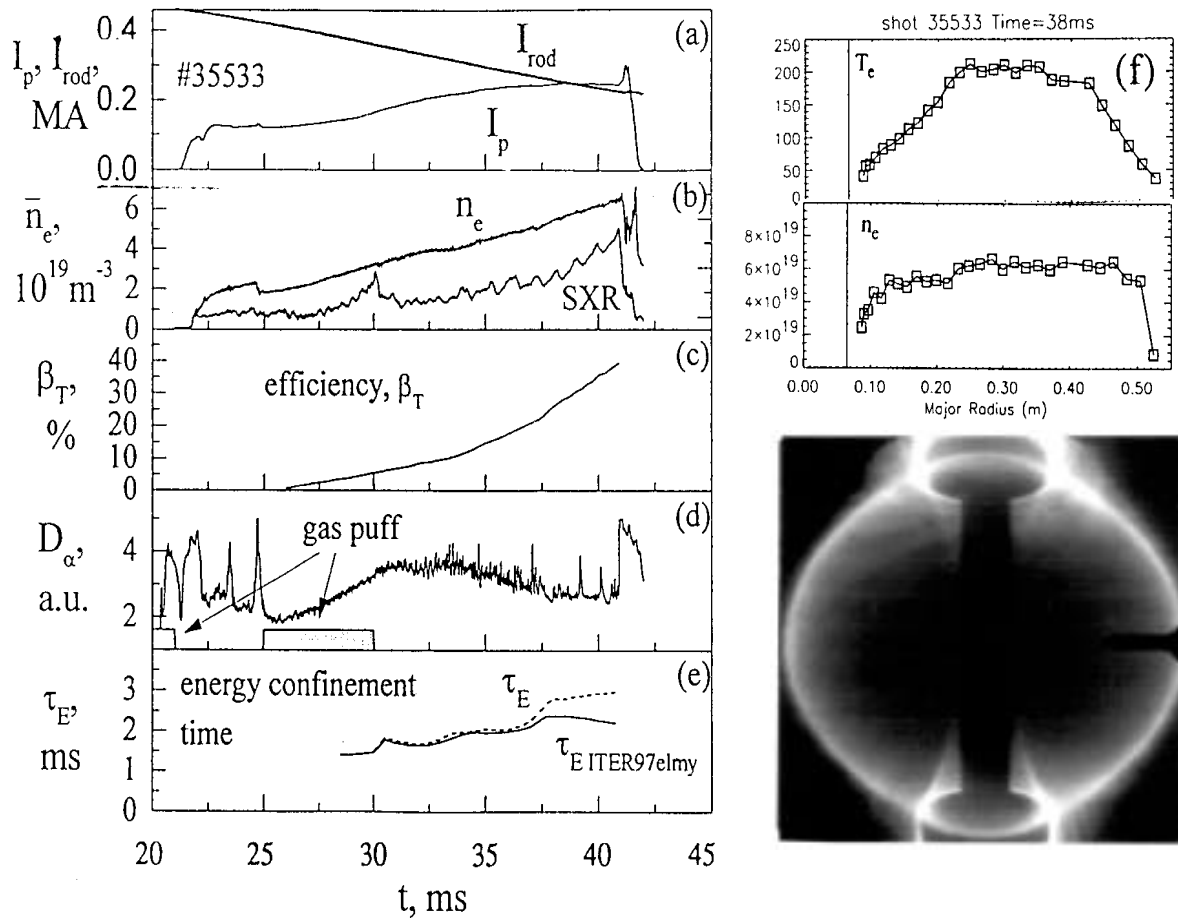 I_p, I_rod,
MA
0.4
0.2
0.0
#35533
I_rod
I_p
(a)
n̄_e,
10^19 m^-3
6
4
2
0
n_e
SXR
(b)
β_T,
%
40
30
20
10
0
efficiency, β_T
(c)
D_α,
a.u.
4
2
gas puff
(d)
τ_E,
ms
3
2
1
0
energy confinement
time
τ_E
τ_E ITER97elmy
(e)
20 25 30 35 40 45
t, ms
shot 35533 Time=38ms
250
200
150
100
50
0
T_e
(f)
8×10^19
6×10^19
4×10^19
2×10^19
0
n_e
0.00 0.10 0.20 0.30 0.40 0.50
Major Radius (m)